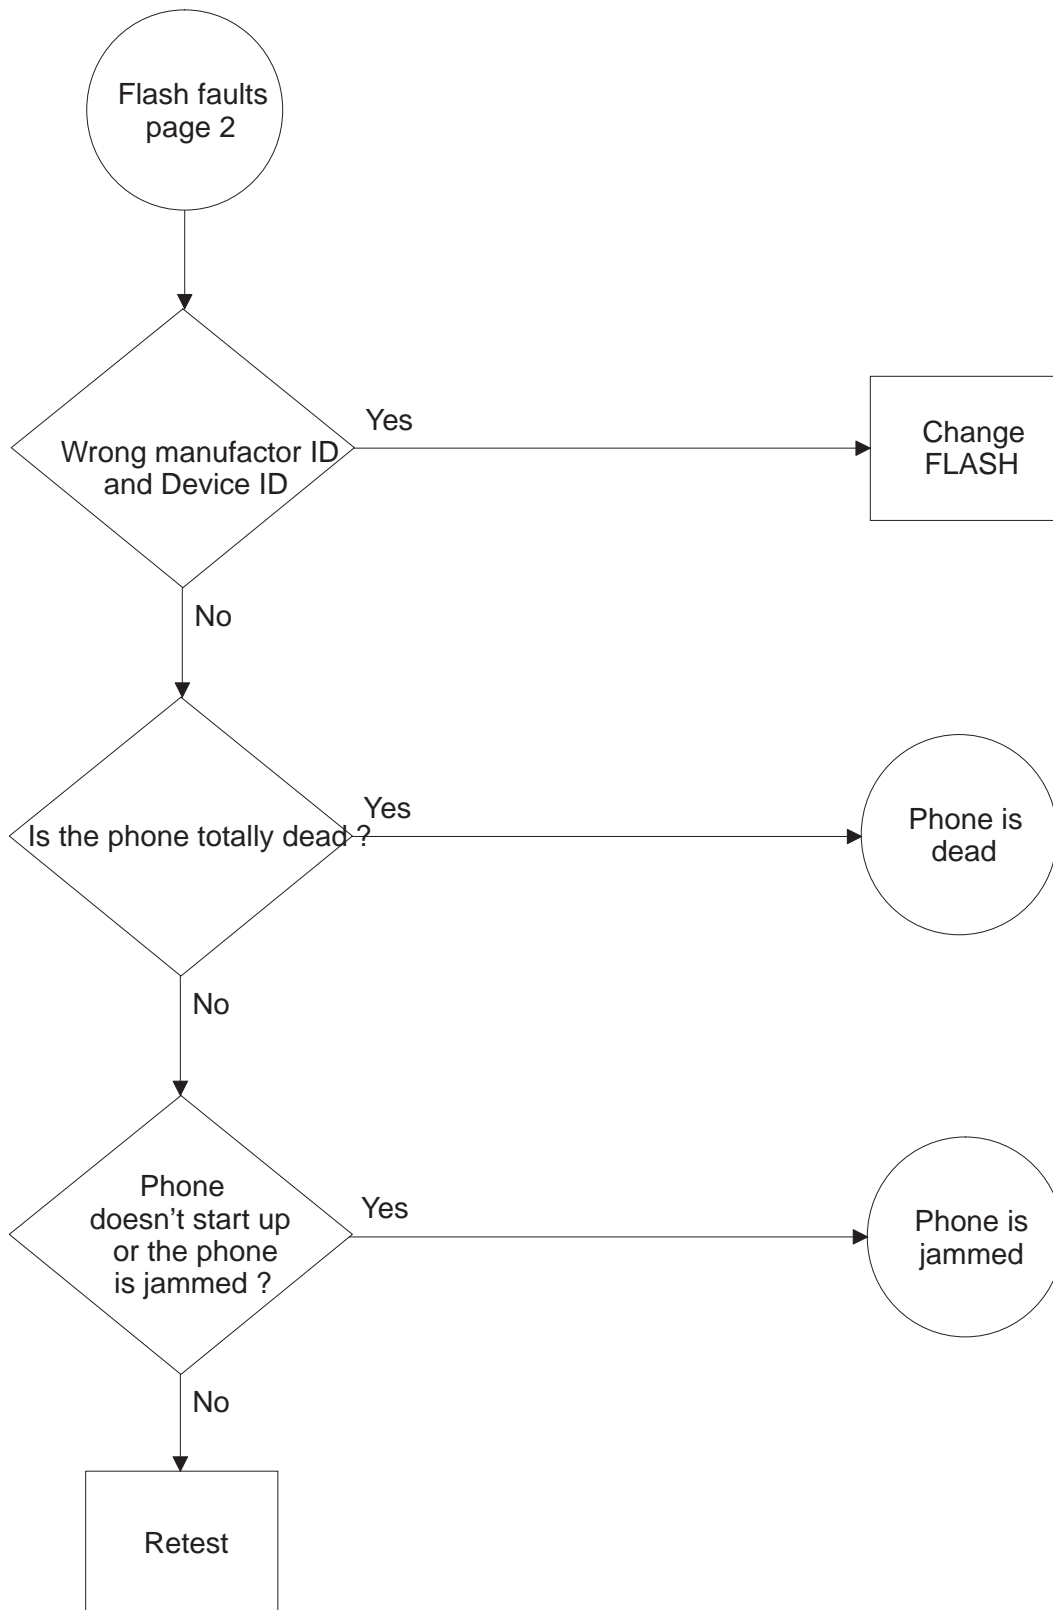 Flash faults
page 2
Yes
Wrong manufactor ID
and Device ID
Change
FLASH
No
Yes
Is the phone totally dead ?
Phone is
dead
No
Yes
Phone
doesn't start up
or the phone
is jammed ?
Phone is
jammed
No
Retest